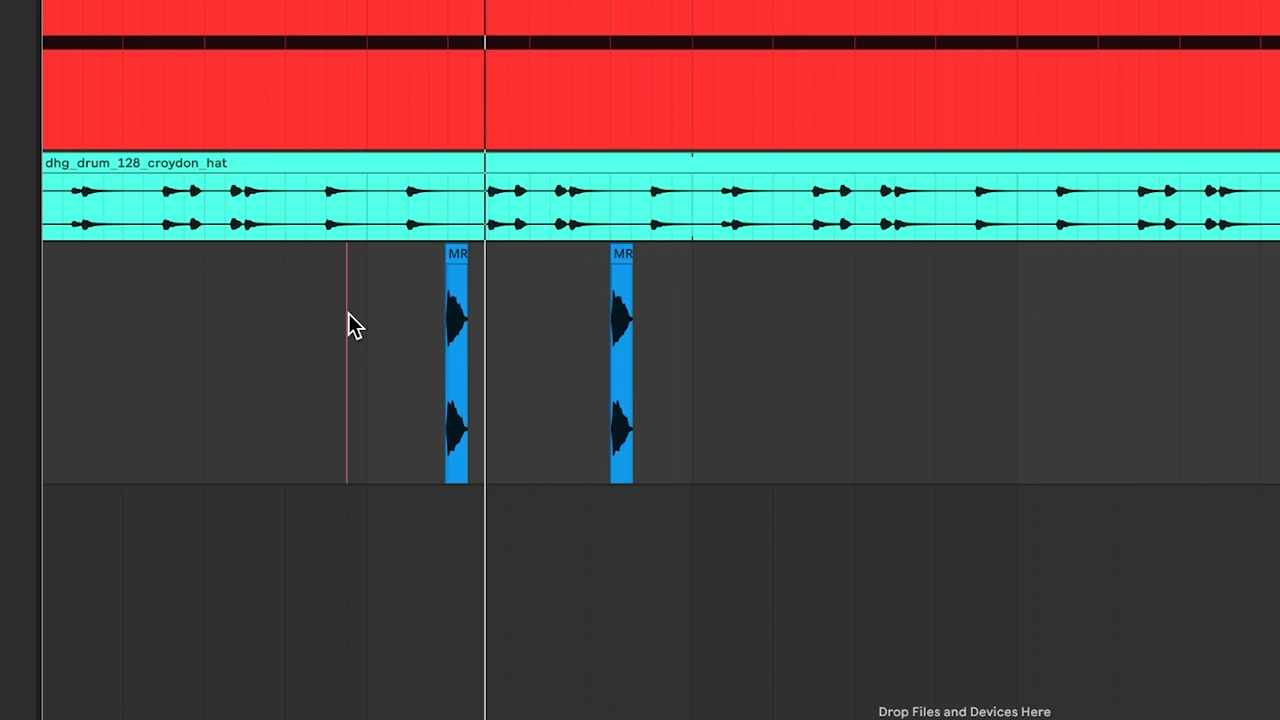 dhg_drum_128_croydon_hat
MR
MR
Drop Files and Devices Here